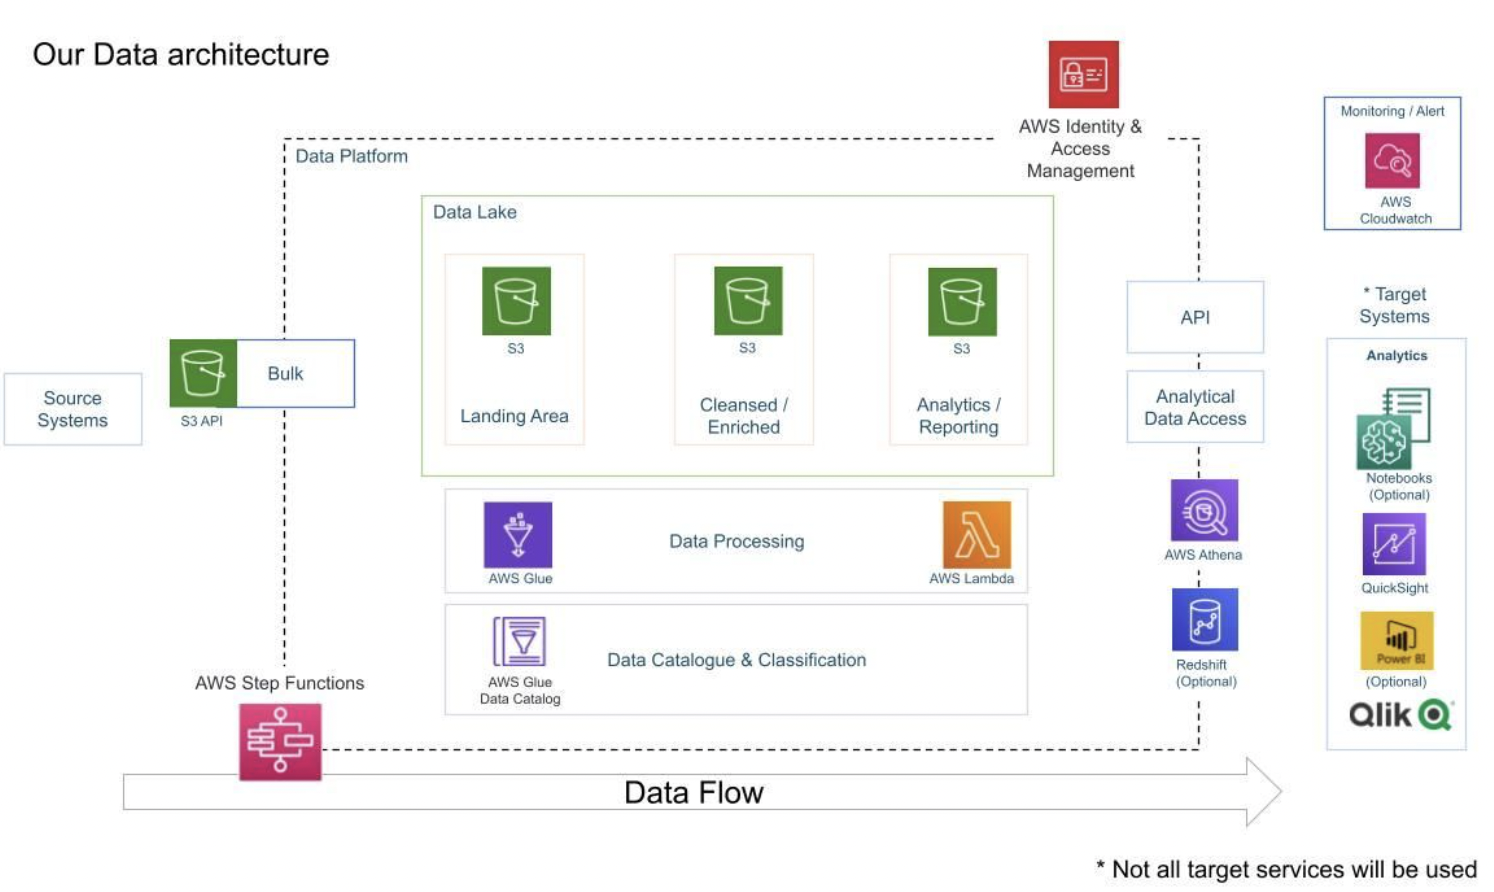 Our Data architecture
AWS Identity &
Access
Management
Monitoring / Alert
AWS
Cloudwatch
Data Platform
Data Lake
S3
Landing Area
S3
Cleansed /
Enriched
S3
Analytics /
Reporting
Source
Systems
S3 API
Bulk
API
Analytical
Data Access
AWS Athena
Redshift
(Optional)
* Target
Systems
Analytics
Notebooks
(Optional)
QuickSight
Power BI
(Optional)
Qlik
AWS Glue
Data Processing
AWS Lambda
AWS Glue
Data Catalog
Data Catalogue & Classification
AWS Step Functions
Data Flow
* Not all target services will be used